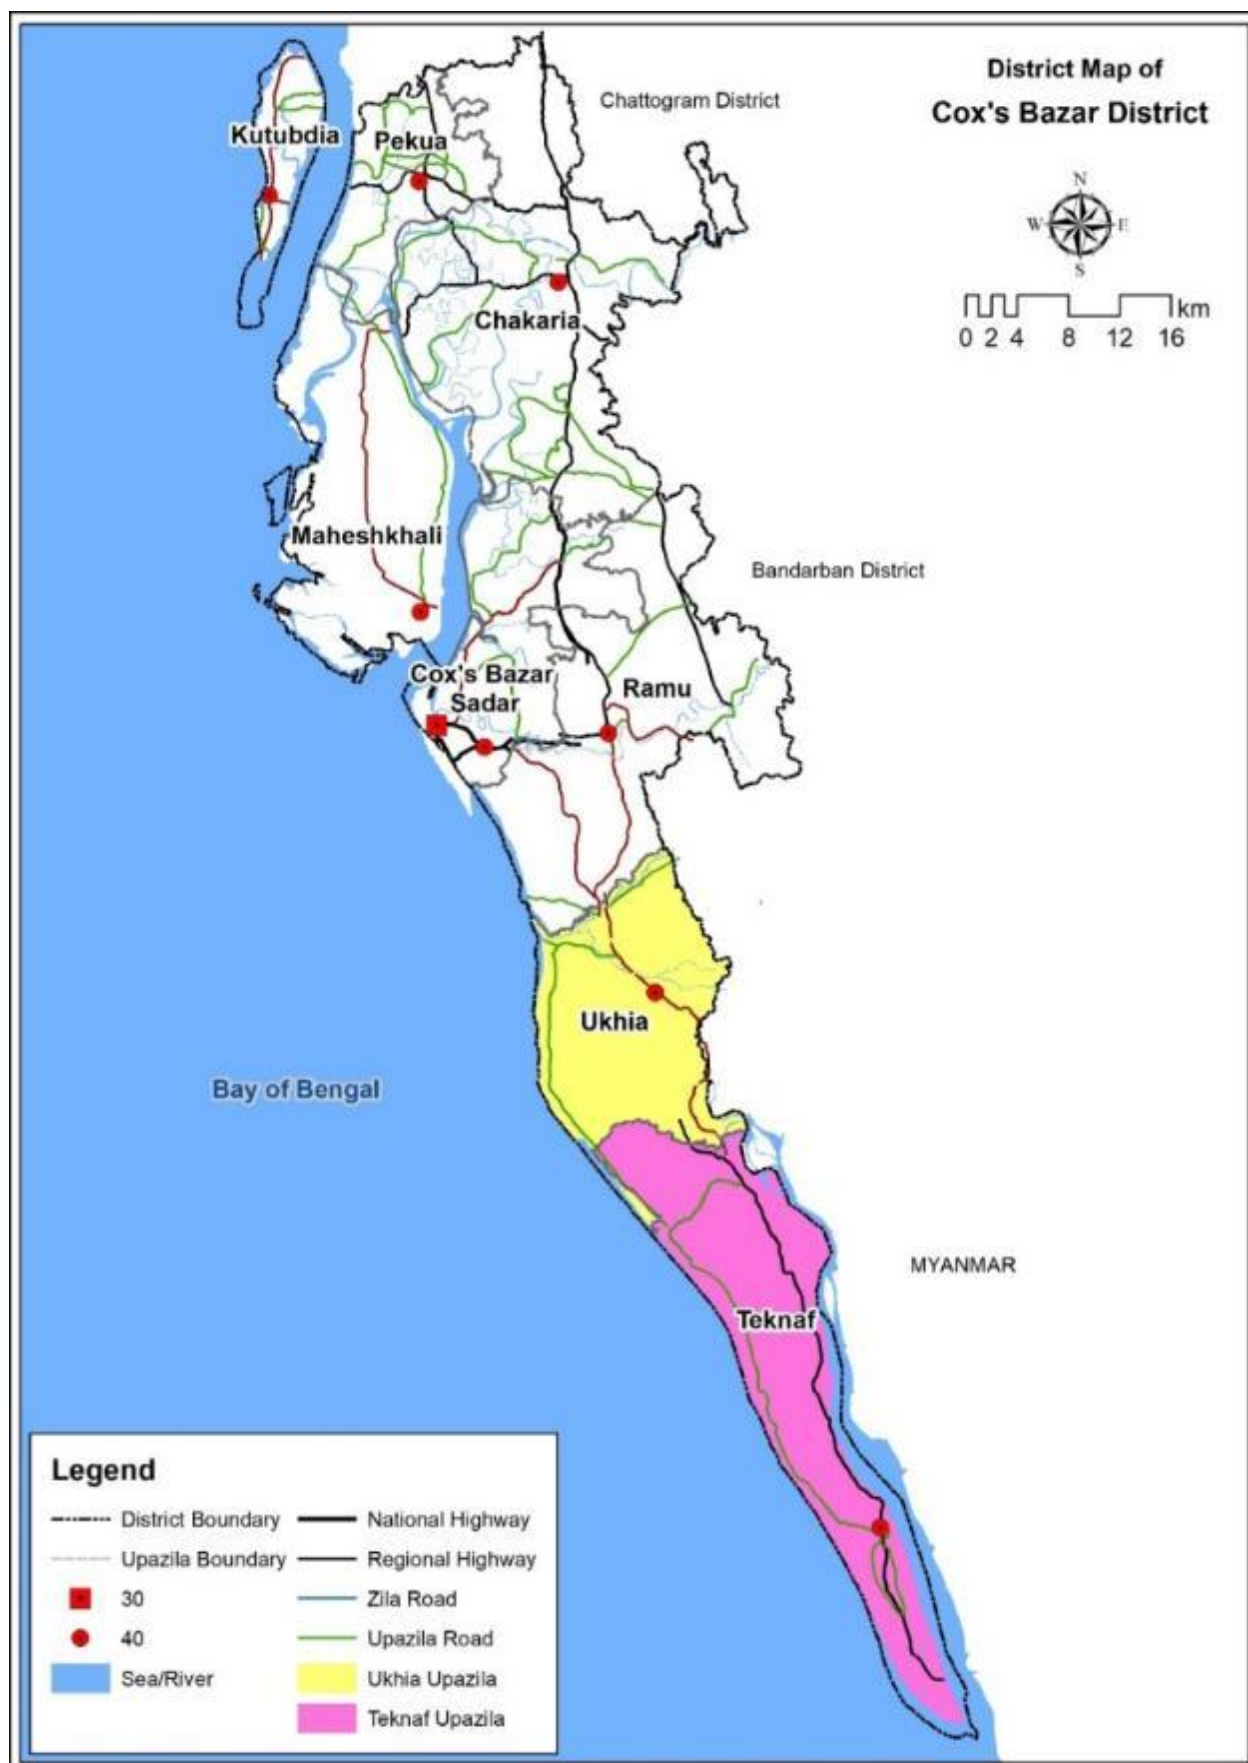 District Map of
Cox's Bazar District
Chattogram District
Kutubdia
Pekua
N
W E
S
km
0 2 4 8 12 16
Chakaria
Maheshkhali
Bandarban District
Cox's Bazar
Sadar
Ramu
Ukhia
Bay of Bengal
MYANMAR
Teknaf
Legend
District Boundary
National Highway
Upazila Boundary
Regional Highway
30
Zila Road
40
Upazila Road
Sea/River
Ukhia Upazila
Teknaf Upazila